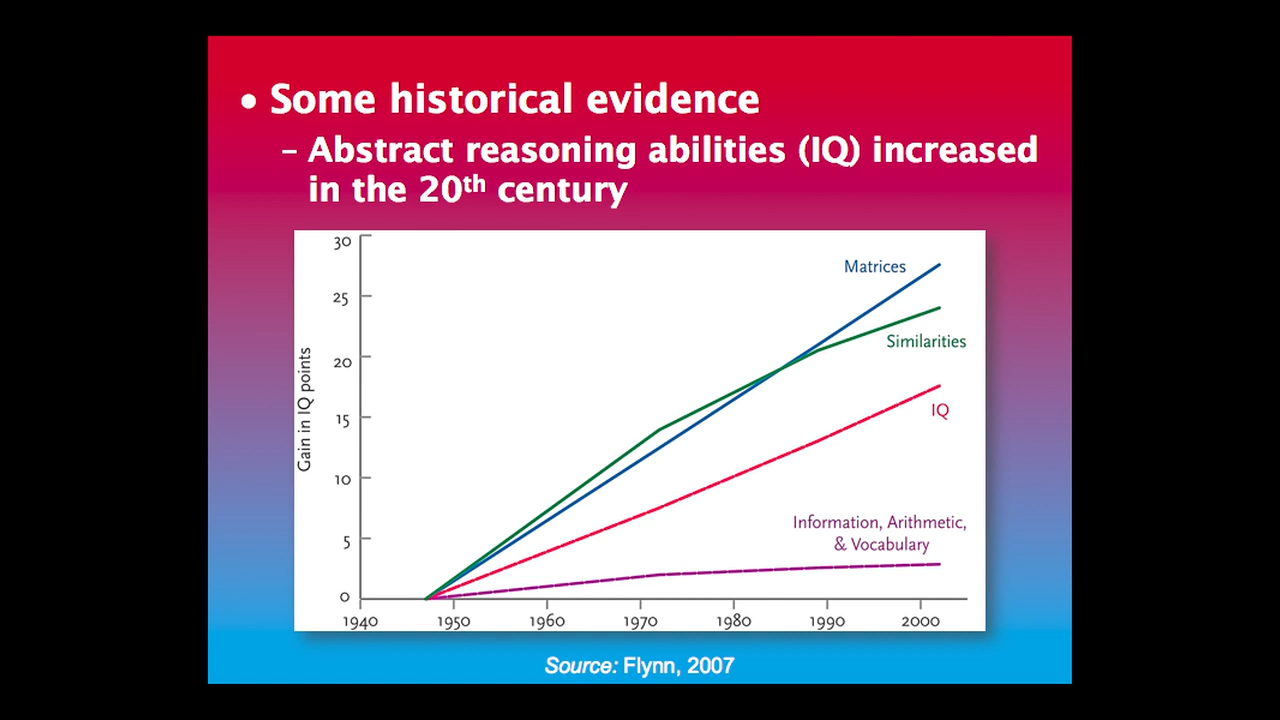 • Some historical evidence
– Abstract reasoning abilities (IQ) increased
in the 20th century
30
25
20
15
10
5
0
Gain in IQ points
Matrices
Similarities
IQ
Information, Arithmetic,
& Vocabulary
1940 1950 1960 1970 1980 1990 2000
Source: Flynn, 2007